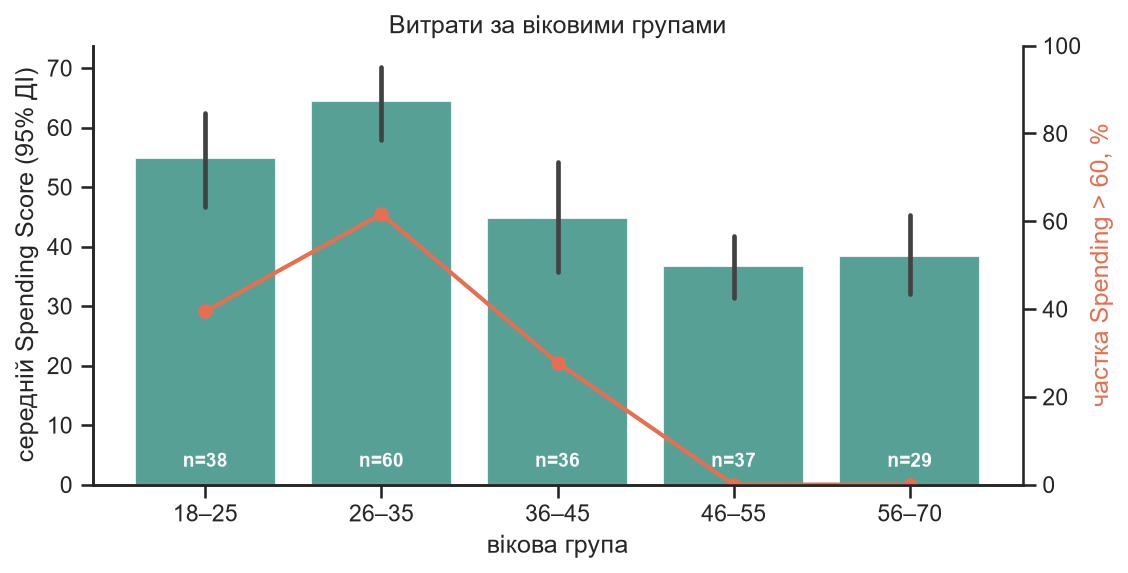 Витрати за віковими групами
середній Spending Score (95% ДІ)
70
60
50
40
30
20
10
0
100
80
60
40
20
0
частка Spending > 60, %
n=38 n=60 n=36 n=37 n=29
18–25 26–35 36–45 46–55 56–70
вікова група